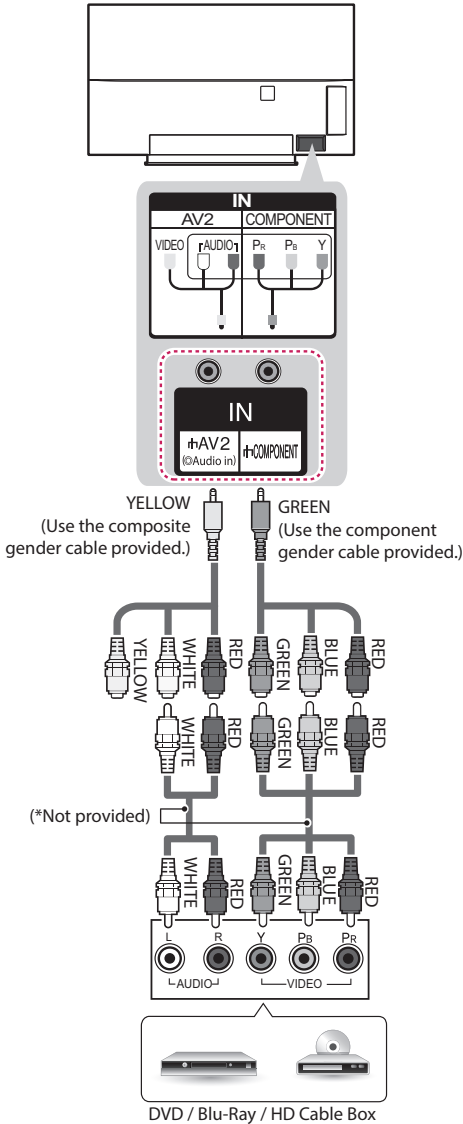 IN
AV2 COMPONENT
VIDEO AUDIO PR PB Y
IN
AV2 COMPONENT
(Audio in)
YELLOW
(Use the composite
gender cable provided.)
GREEN
(Use the component
gender cable provided.)
YELLOW WHITE RED GREEN BLUE RED
WHITE RED GREEN BLUE RED
(*Not provided)
WHITE RED GREEN BLUE RED
L R Y PB PR
AUDIO VIDEO
DVD / Blu-Ray / HD Cable Box